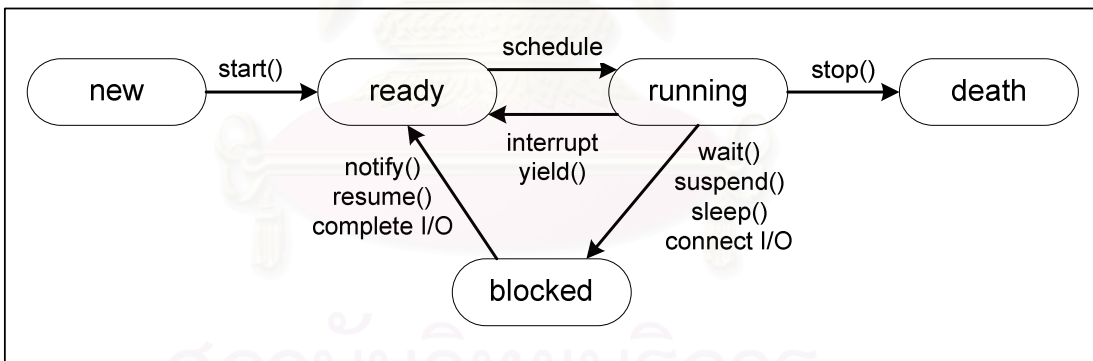 schedule
start()
stop()
new
ready
running
death
interrupt
yield()
notify()
resume()
complete I/O
wait()
suspend()
sleep()
connect I/O
blocked